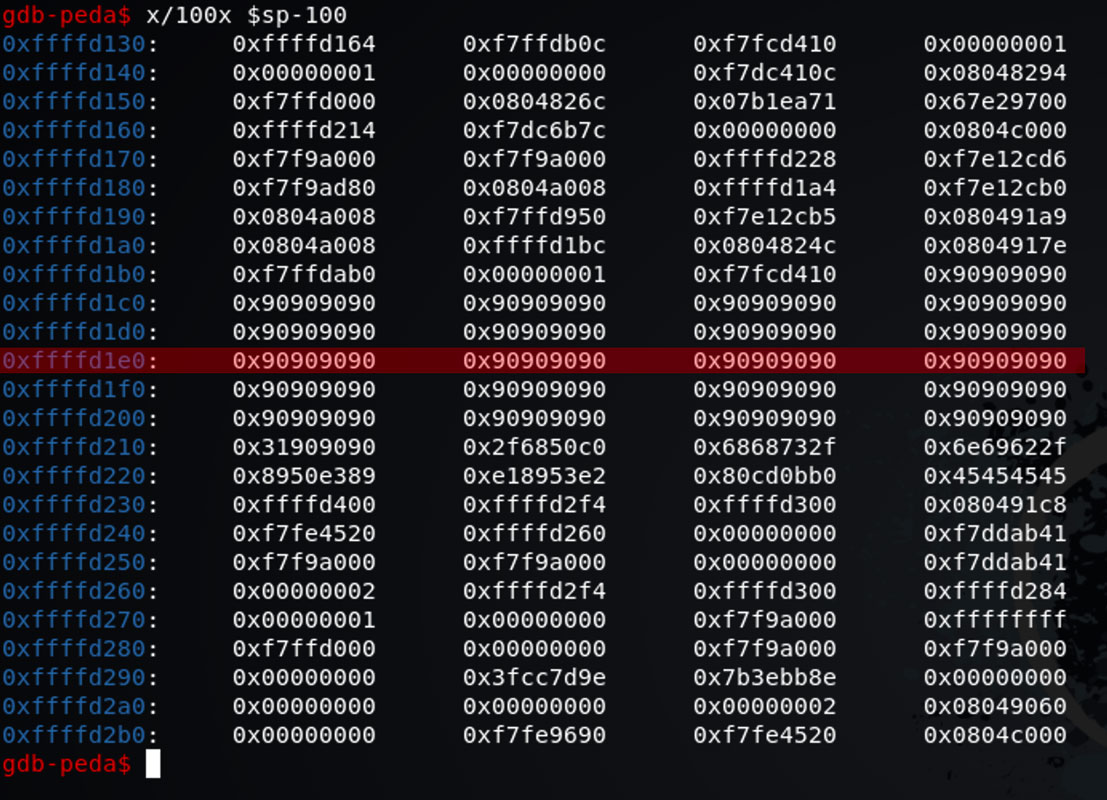 gdb-peda$ x/100x $sp-100
0xffffd130: 0xffffd164 0xf7ffdb0c 0xf7fcd410 0x00000001
0xffffd140: 0x00000001 0x00000000 0xf7dc410c 0x08048294
0xffffd150: 0xf7ffd000 0x0804826c 0x07b1ea71 0x67e29700
0xffffd160: 0xffffd214 0xf7dc6b7c 0x00000000 0x0804c000
0xffffd170: 0xf7f9a000 0xf7f9a000 0xffffd228 0xf7e12cd6
0xffffd180: 0xf7f9ad80 0x0804a008 0xffffd1a4 0xf7e12cb0
0xffffd190: 0x0804a008 0xf7ffd950 0xf7e12cb5 0x080491a9
0xffffd1a0: 0x0804a008 0xffffd1bc 0x0804824c 0x0804917e
0xffffd1b0: 0xf7ffdab0 0x00000001 0xf7fcd410 0x90909090
0xffffd1c0: 0x90909090 0x90909090 0x90909090 0x90909090
0xffffd1d0: 0x90909090 0x90909090 0x90909090 0x90909090
0xffffd1e0: 0x90909090 0x90909090 0x90909090 0x90909090
0xffffd1f0: 0x90909090 0x90909090 0x90909090 0x90909090
0xffffd200: 0x90909090 0x90909090 0x90909090 0x90909090
0xffffd210: 0x31909090 0x2f6850c0 0x6868732f 0x6e69622f
0xffffd220: 0x8950e389 0xe18953e2 0x80cd0bb0 0x45454545
0xffffd230: 0xffffd400 0xffffd2f4 0xffffd300 0x080491c8
0xffffd240: 0xf7fe4520 0xffffd260 0x00000000 0xf7ddab41
0xffffd250: 0xf7f9a000 0xf7f9a000 0x00000000 0xf7ddab41
0xffffd260: 0x00000002 0xffffd2f4 0xffffd300 0xffffd284
0xffffd270: 0x00000001 0x00000000 0xf7f9a000 0xffffffff
0xffffd280: 0xf7ffd000 0x00000000 0xf7f9a000 0xf7f9a000
0xffffd290: 0x00000000 0x3fcc7d9e 0x7b3ebb8e 0x00000000
0xffffd2a0: 0x00000000 0x00000000 0x00000002 0x08049060
0xffffd2b0: 0x00000000 0xf7fe9690 0xf7fe4520 0x0804c000
gdb-peda$